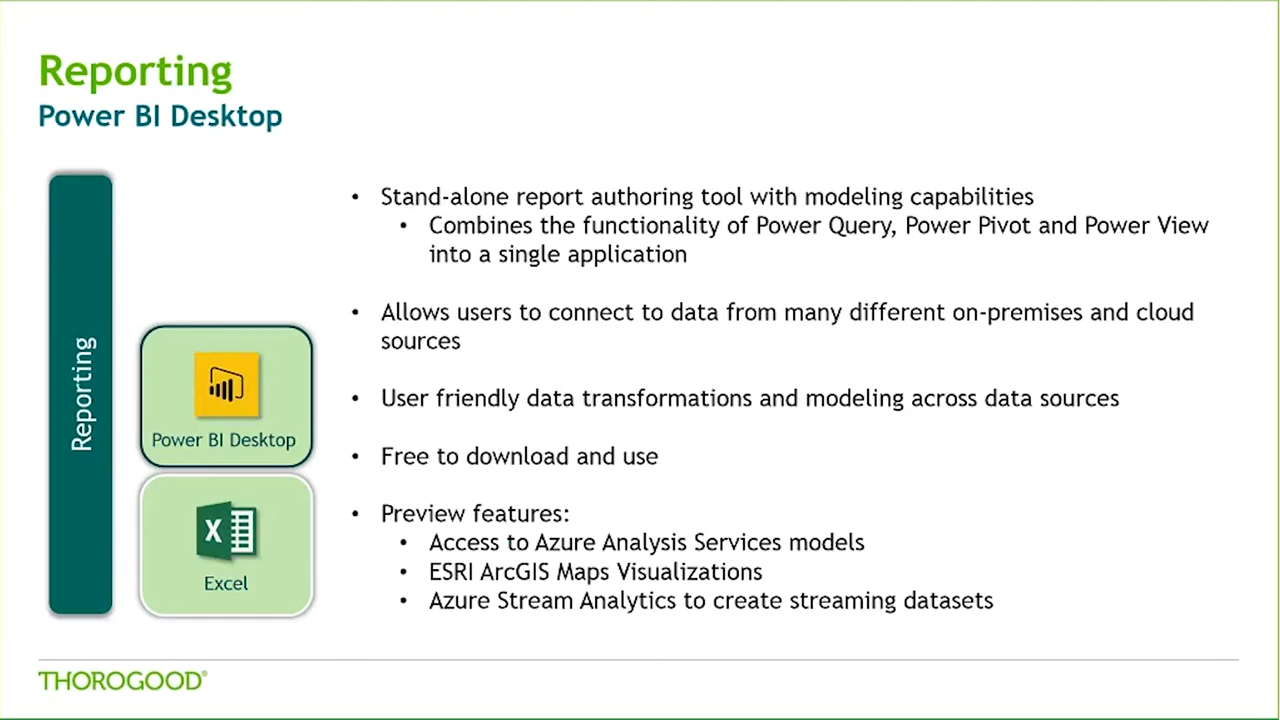 Reporting
Power BI Desktop
Reporting
Power BI Desktop
X
Excel
• Stand-alone report authoring tool with modeling capabilities
• Combines the functionality of Power Query, Power Pivot and Power View
into a single application
• Allows users to connect to data from many different on-premises and cloud
sources
• User friendly data transformations and modeling across data sources
• Free to download and use
• Preview features:
• Access to Azure Analysis Services models
• ESRI ArcGIS Maps Visualizations
• Azure Stream Analytics to create streaming datasets
THOROGOOD®